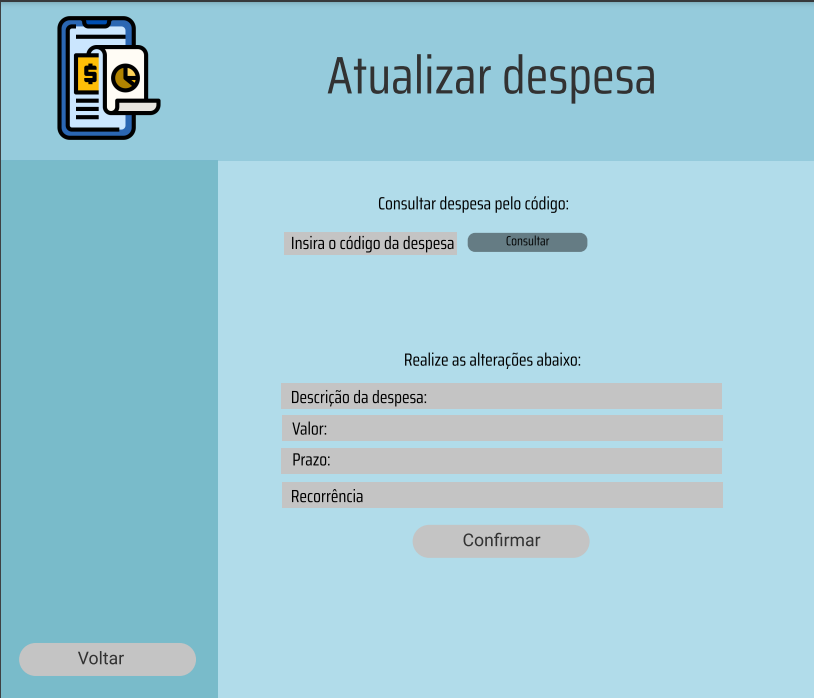 $
Atualizar despesa
Consultar despesa pelo código:
Insira o código da despesa
Consultar
Realize as alterações abaixo:
Descrição da despesa:
Valor:
Prazo:
Recorrência
Confirmar
Voltar